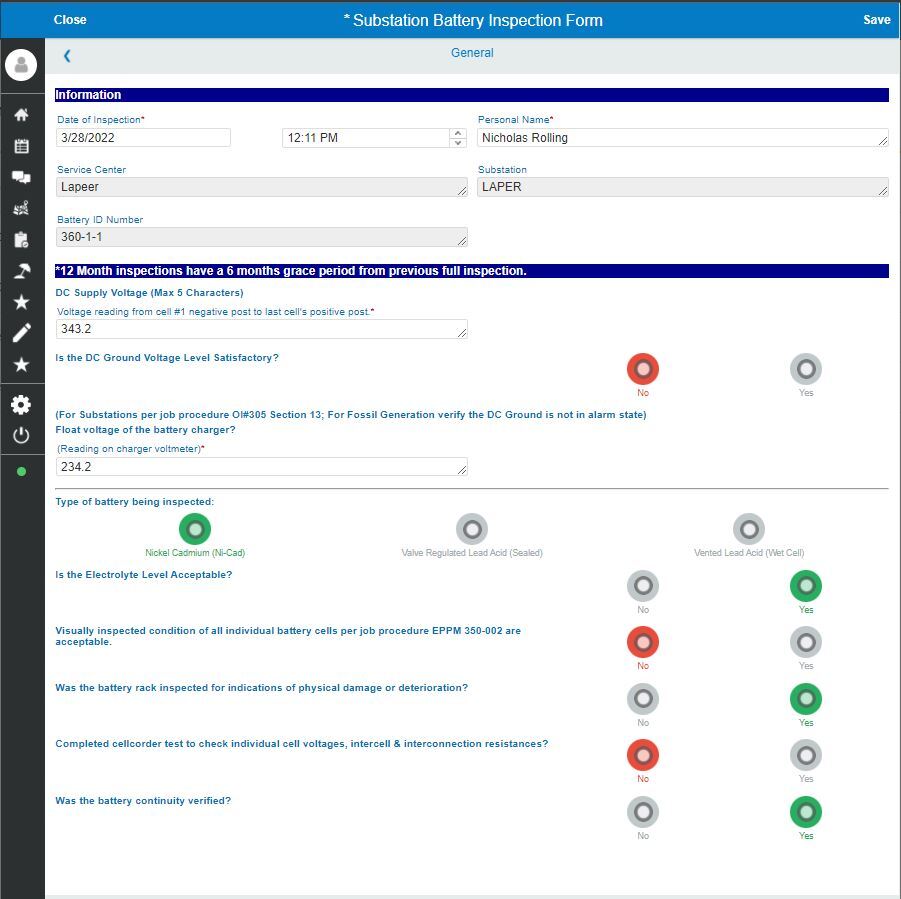 Close
* Substation Battery Inspection Form
Save
General
Information
Date of Inspection*
Personal Name*
3/28/2022
12:11 PM
Nicholas Rolling
Service Center
Substation
Lapeer
LAPER
Battery ID Number
360-1-1
*12 Month inspections have a 6 months grace period from previous full inspection.
DC Supply Voltage (Max 5 Characters)
Voltage reading from cell #1 negative post to last cell's positive post.*
343.2
Is the DC Ground Voltage Level Satisfactory?
No
Yes
(For Substations per job procedure OI#305 Section 13; For Fossil Generation verify the DC Ground is not in alarm state)
Float voltage of the battery charger?
(Reading on charger voltmeter)*
234.2
Type of battery being inspected:
Nickel Cadmium (Ni-Cad)
Valve Regulated Lead Acid (Sealed)
Vented Lead Acid (Wet Cell)
Is the Electrolyte Level Acceptable?
No
Yes
Visually inspected condition of all individual battery cells per job procedure EPPM 350-002 are
acceptable.
No
Yes
Was the battery rack inspected for indications of physical damage or deterioration?
No
Yes
Completed cellcorder test to check individual cell voltages, intercell & interconnection resistances?
No
Yes
Was the battery continuity verified?
No
Yes